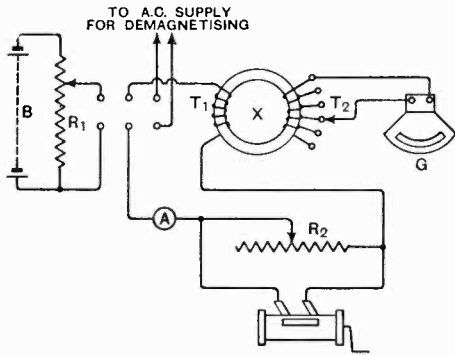 TO A.C. SUPPLY
FOR DEMAGNETISING
B
R1
T1
X
T2
G
A
R2